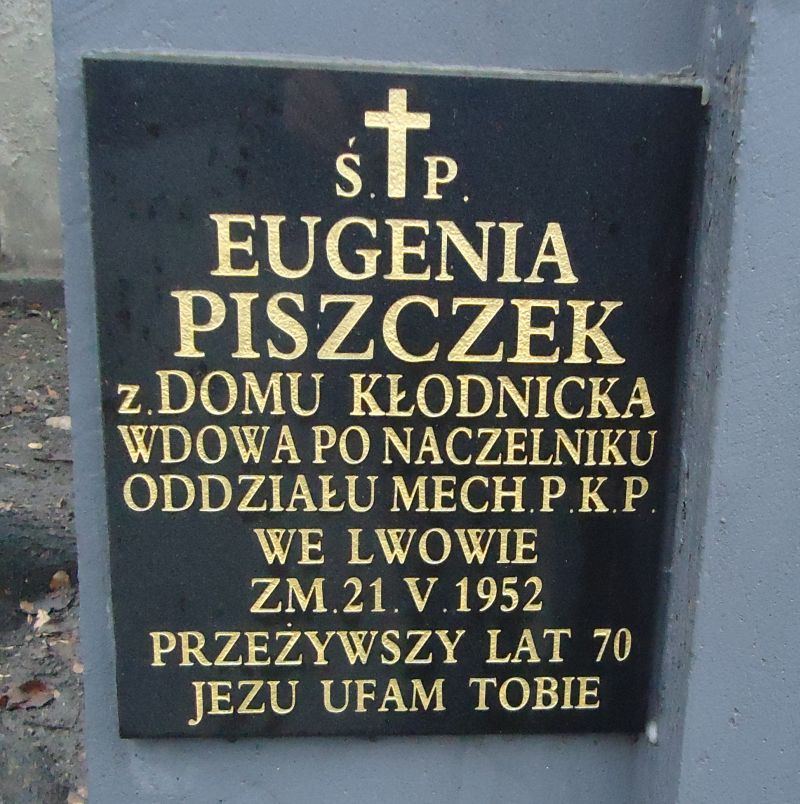 Ś. P.
EUGENIA
PISZCZEK
z. DOMU KŁODNICKA
WDOWA PO NACZELNIKU
ODDZIAŁU MECH. P. K. P.
WE LWOWIE
ZM. 21. V. 1952
PRZEŻYWSZY LAT 70
JEZU UFAM TOBIE